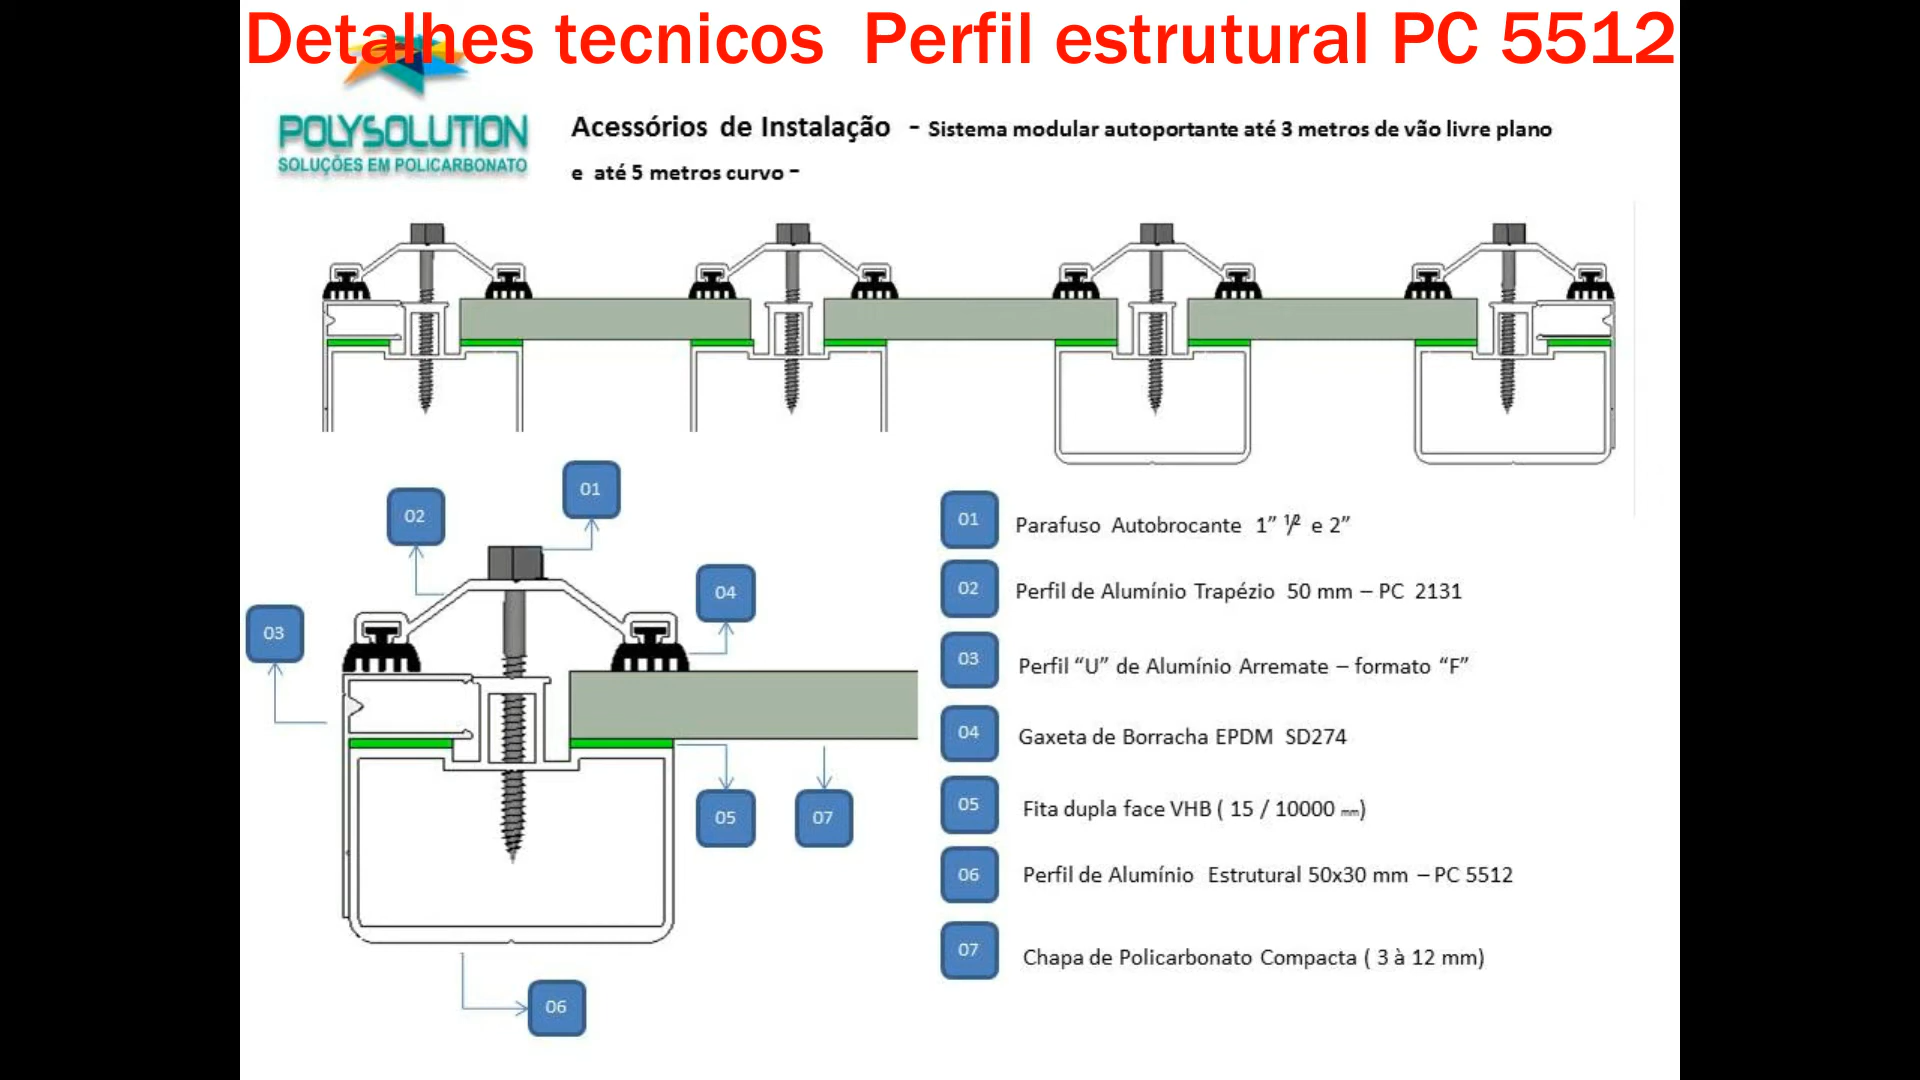 Detalhes tecnicos Perfil estrutural PC 5512
POLYSOLUTION
SOLUÇÕES EM POLICARBONATO
Acessórios de Instalação - Sistema modular autoportante até 3 metros de vão livre plano
e até 5 metros curvo -
01
02
03
04
05
07
06
01 Parafuso Autobrocante 1” ½ e 2”
02 Perfil de Alumínio Trapézio 50 mm – PC 2131
03 Perfil “U” de Alumínio Arremate – formato “F”
04 Gaxeta de Borracha EPDM SD274
05 Fita dupla face VHB ( 15 / 10000 mm)
06 Perfil de Alumínio Estrutural 50x30 mm – PC 5512
07 Chapa de Policarbonato Compacta ( 3 à 12 mm)